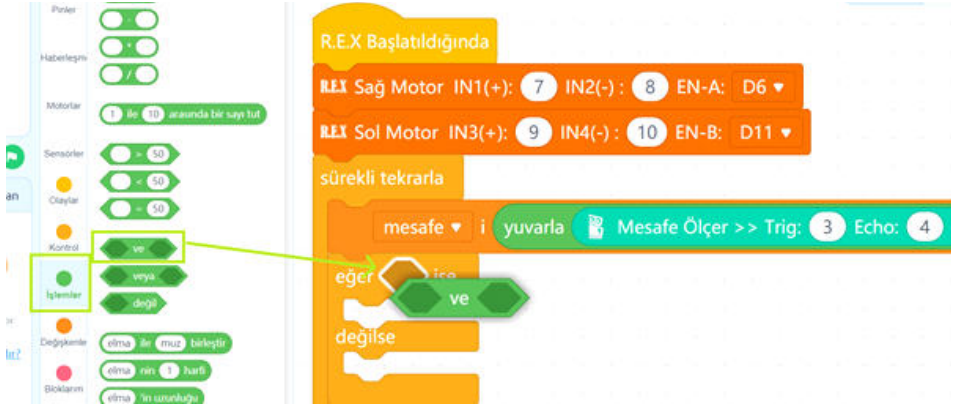 Pinler
-
*
Haberleşme
/
Motorlar
1 ile 10 arasında bir sayı tut
Sensörler
> 50
< 50
Olaylar
= 50
Kontrol
ve
veya
İşlemler
değil
Değişkenle
elma ile muz birleştir
elma nin 1 harfi
Bloklarım
elma 'in uzunluğu
R.E.X Başlatıldığında
REX Sağ Motor IN1(+): 7 IN2(-) : 8 EN-A: D6
REX Sol Motor IN3(+): 9 IN4(-) : 10 EN-B: D11
sürekli tekrarla
mesafe i yuvarla Mesafe Ölçer >> Trig: 3 Echo: 4
eğer ise
ve
değilse